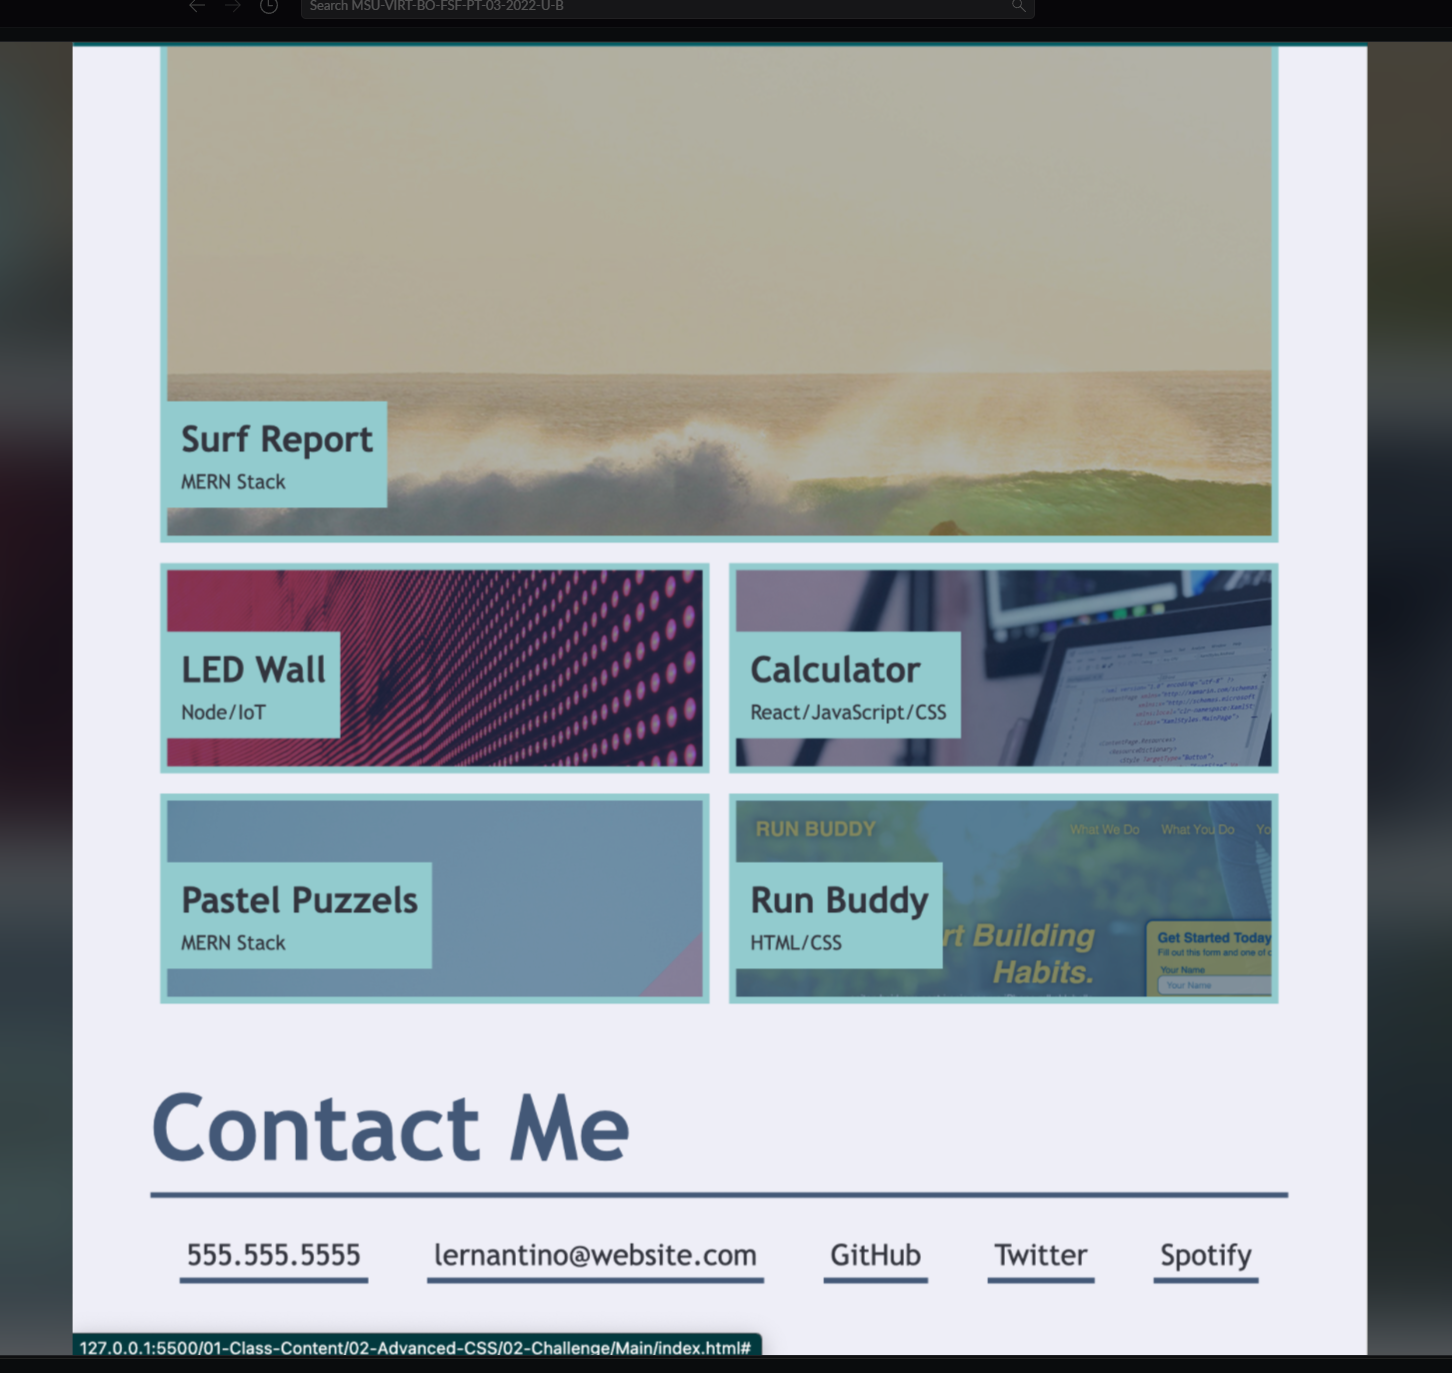 Search MSU-VIRT-BO-FSF-PT-03-2022-U-B
Surf Report
MERN Stack
LED Wall
Node/IoT
Calculator
React/JavaScript/CSS
Pastel Puzzels
MERN Stack
RUN BUDDY
What We Do What You Do Yo
Run Buddy
HTML/CSS
rt Building
Habits.
Get Started Today
Fill out this form and one of
Your Name
Your Name
Contact Me
555.555.5555 lernantino@website.com GitHub Twitter Spotify
127.0.0.1:5500/01-Class-Content/02-Advanced-CSS/02-Challenge/Main/index.html#